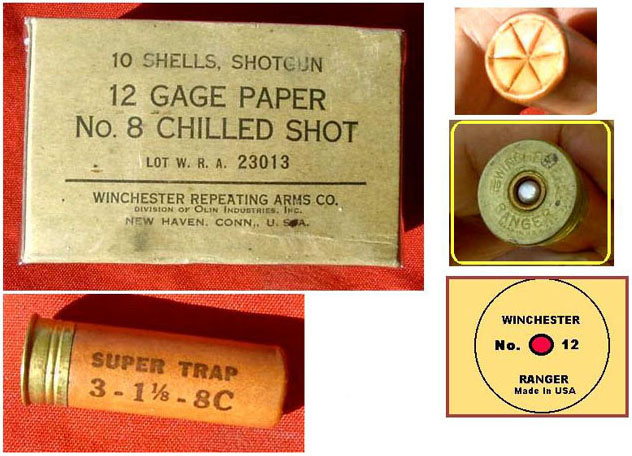 10 SHELLS, SHOTGUN
12 GAGE PAPER
No. 8 CHILLED SHOT
LOT W. R. A. 23013
WINCHESTER REPEATING ARMS CO.
DIVISION OF OLIN INDUSTRIES, INC.
NEW HAVEN, CONN., U. S. A.
SUPER TRAP
3 - 1⅛ - 8C
WINCHESTER
RANGER
WINCHESTER
No. 12
RANGER
Made In USA